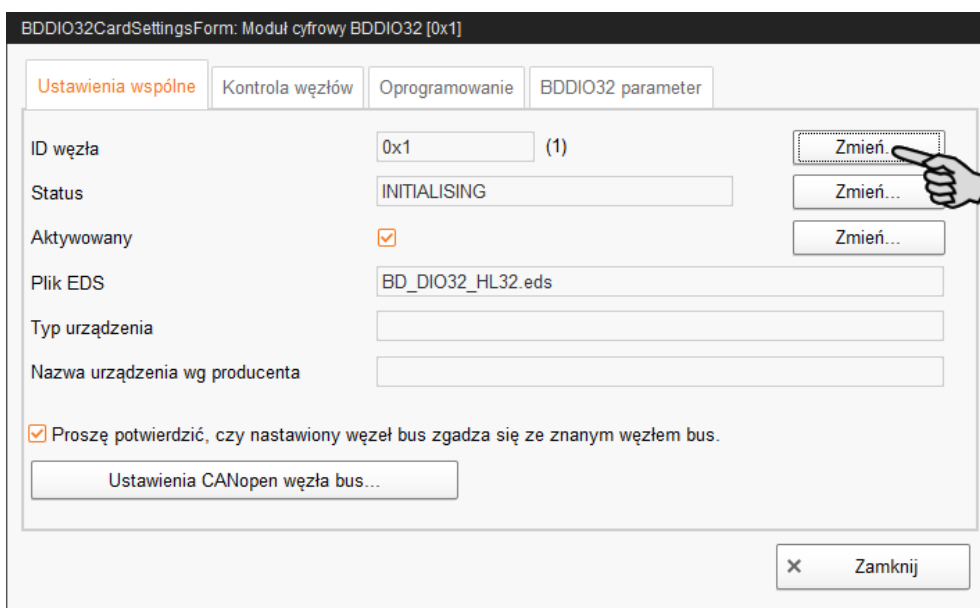 BDDIO32CardSettingsForm: Moduł cyfrowy BDDIO32 [0x1]
Ustawienia wspólne Kontrola węzłów Oprogramowanie BDDIO32 parameter
ID węzła 0x1 (1) Zmień.
Status INITIALISING Zmień...
Aktywowany Zmień...
Plik EDS BD_DIO32_HL32.eds
Typ urządzenia
Nazwa urządzenia wg producenta
Proszę potwierdzić, czy nastawiony węzeł bus zgadza się ze znanym węzłem bus.
Ustawienia CANopen węzła bus...
Zamknij